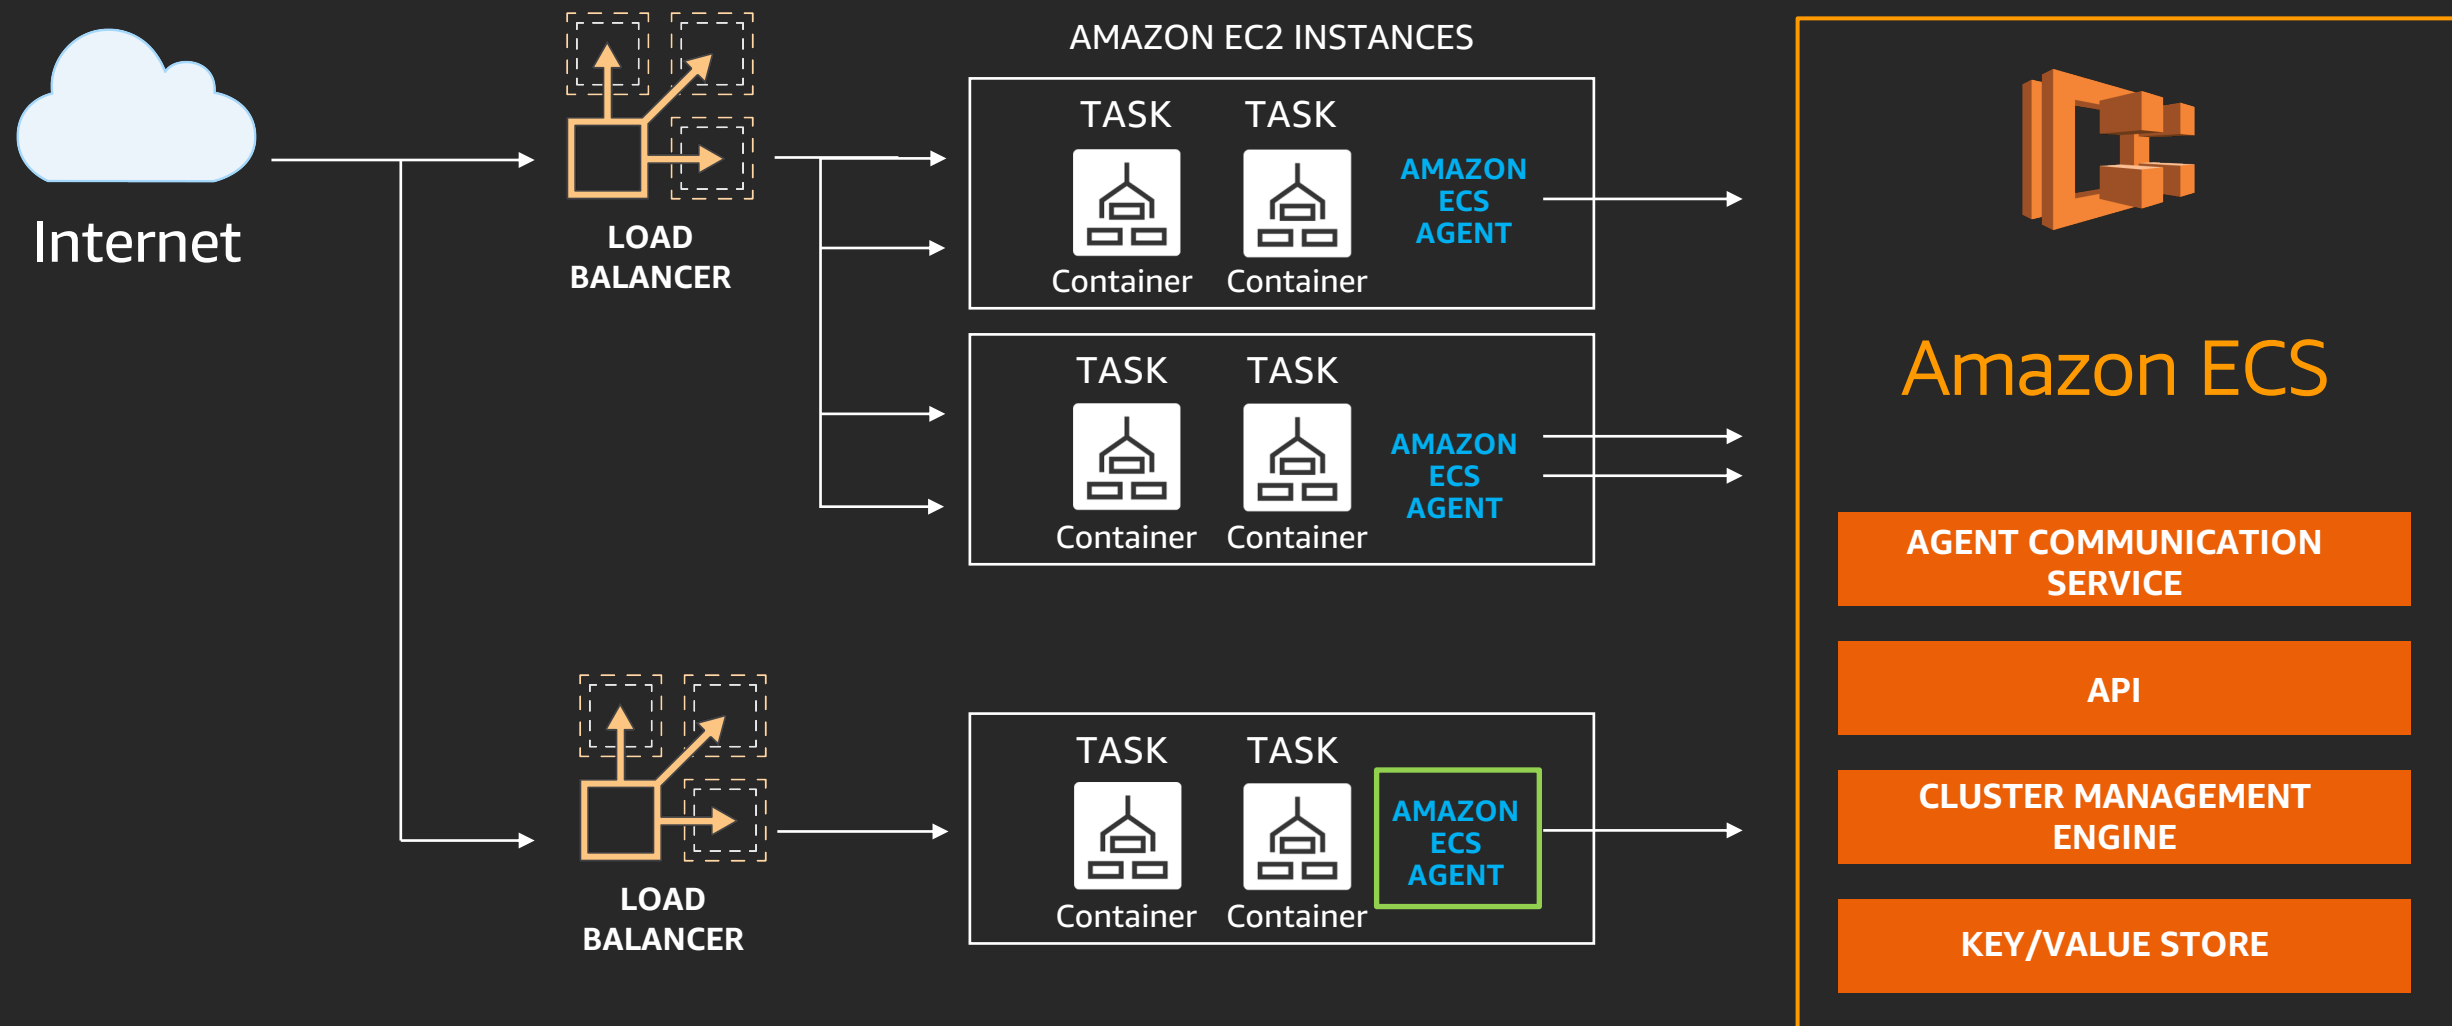 Internet
LOAD
BALANCER
AMAZON EC2 INSTANCES
TASK TASK
Container Container
AMAZON
ECS
AGENT
TASK TASK
Container Container
AMAZON
ECS
AGENT
LOAD
BALANCER
TASK TASK
Container Container
AMAZON
ECS
AGENT
Amazon ECS
AGENT COMMUNICATION
SERVICE
API
CLUSTER MANAGEMENT
ENGINE
KEY/VALUE STORE